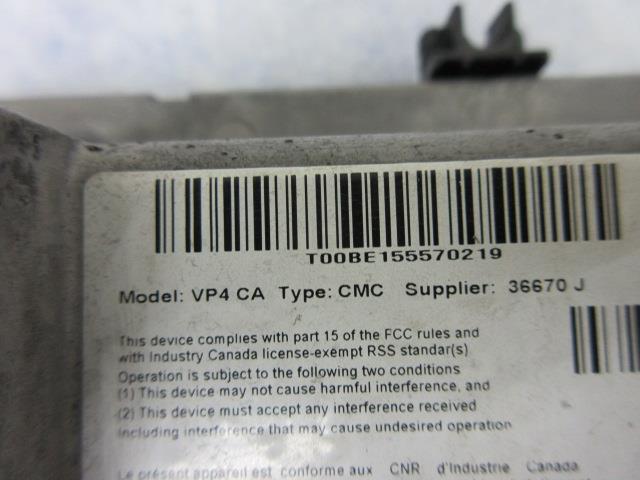 T00BE155570219
Model: VP4 CA Type: CMC Supplier: 36670 J
This device complies with part 15 of the FCC rules and
with Industry Canada license-exempt RSS standar(s)
Operation is subject to the following two conditions
(1) This device may not cause harmful interference, and
(2) This device must accept any interference received
including interference that may cause undesired operation
Le présent appareil est conforme aux CNR d'Industrie Canada